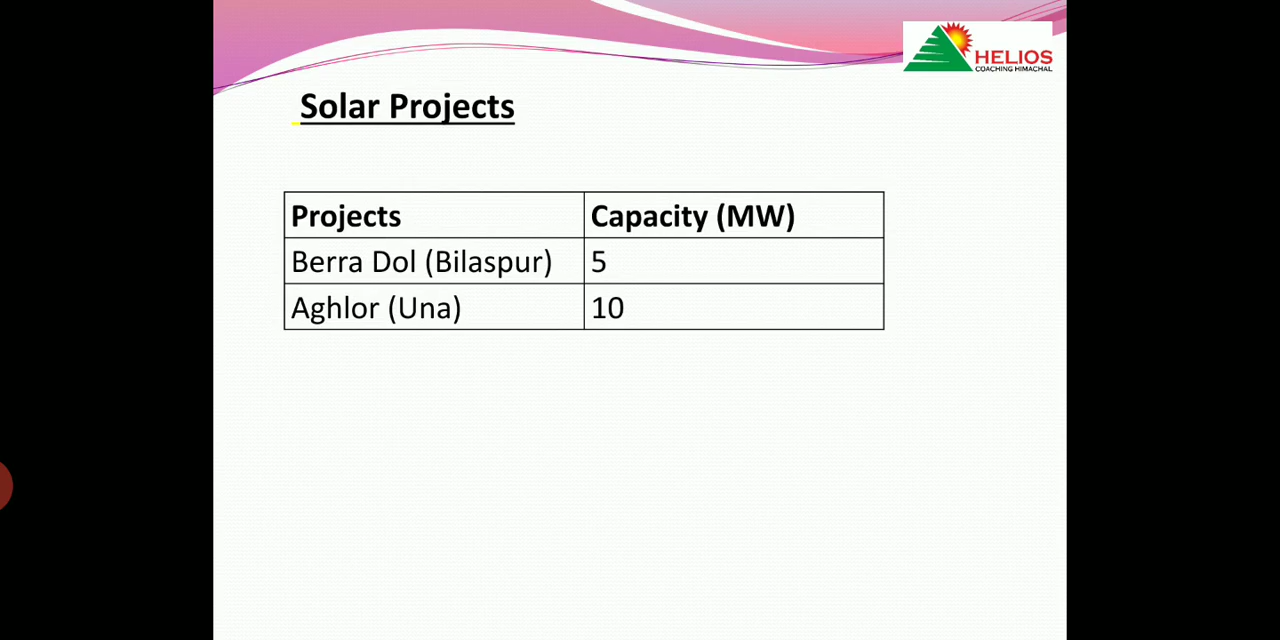 HELIOS
COACHING HIMACHAL
Solar Projects
Projects Capacity (MW)
Berra Dol (Bilaspur) 5
Aghlor (Una) 10